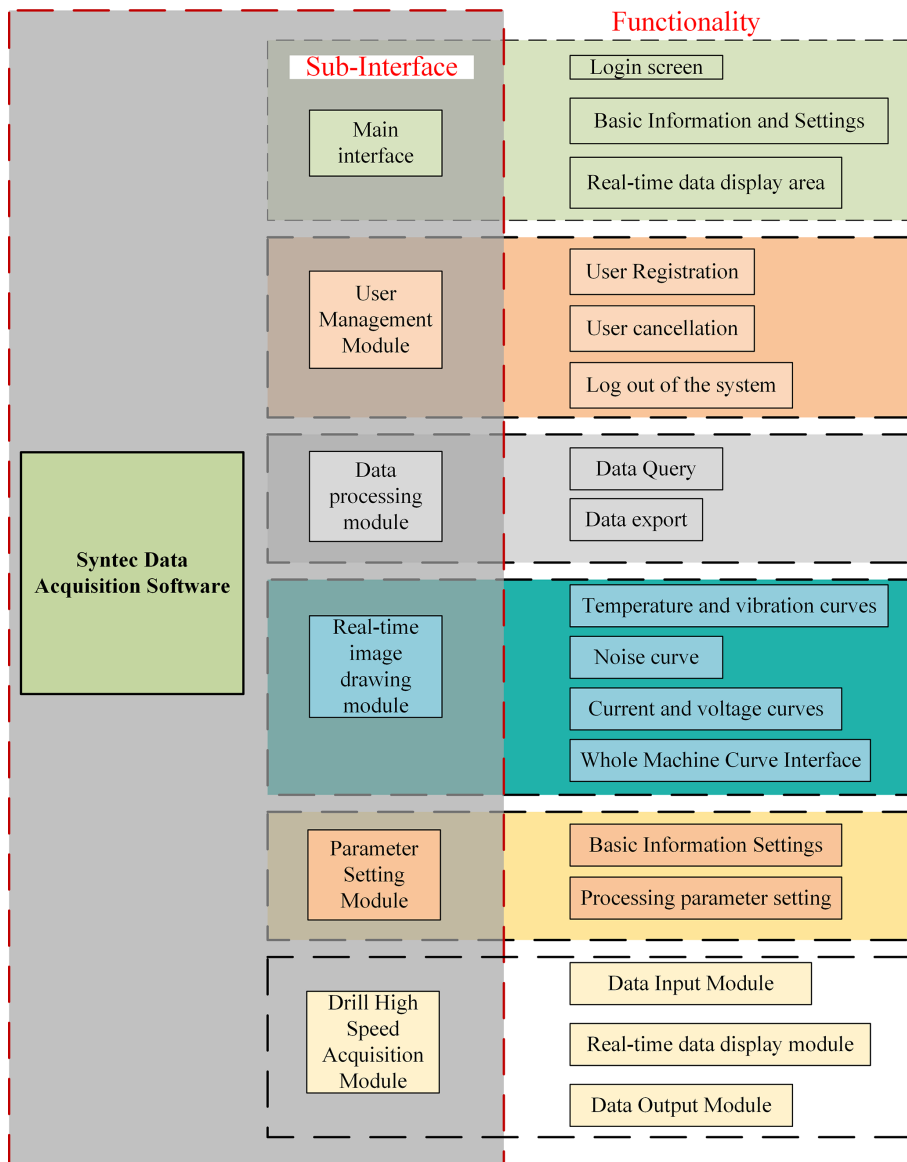 Functionality
Sub-Interface
Login screen
Main
interface
Basic Information and Settings
Real-time data display area
User
Management
Module
User Registration
User cancellation
Log out of the system
Data
processing
module
Data Query
Data export
Syntec Data
Acquisition Software
Real-time
image
drawing
module
Temperature and vibration curves
Noise curve
Current and voltage curves
Whole Machine Curve Interface
Parameter
Setting
Module
Basic Information Settings
Processing parameter setting
Drill High
Speed
Acquisition
Module
Data Input Module
Real-time data display module
Data Output Module